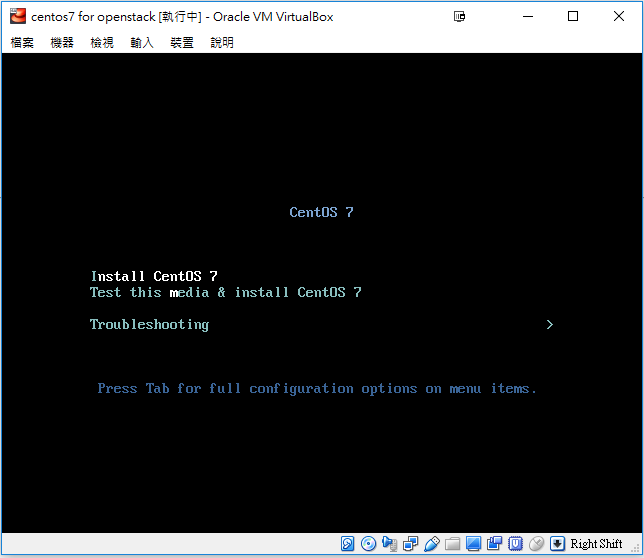 centos7 for openstack [執行中] - Oracle VM VirtualBox
檔案 機器 檢視 輸入 裝置 說明
CentOS 7
Install CentOS 7
Test this media & install CentOS 7
Troubleshooting >
Press Tab for full configuration options on menu items.
Right Shift